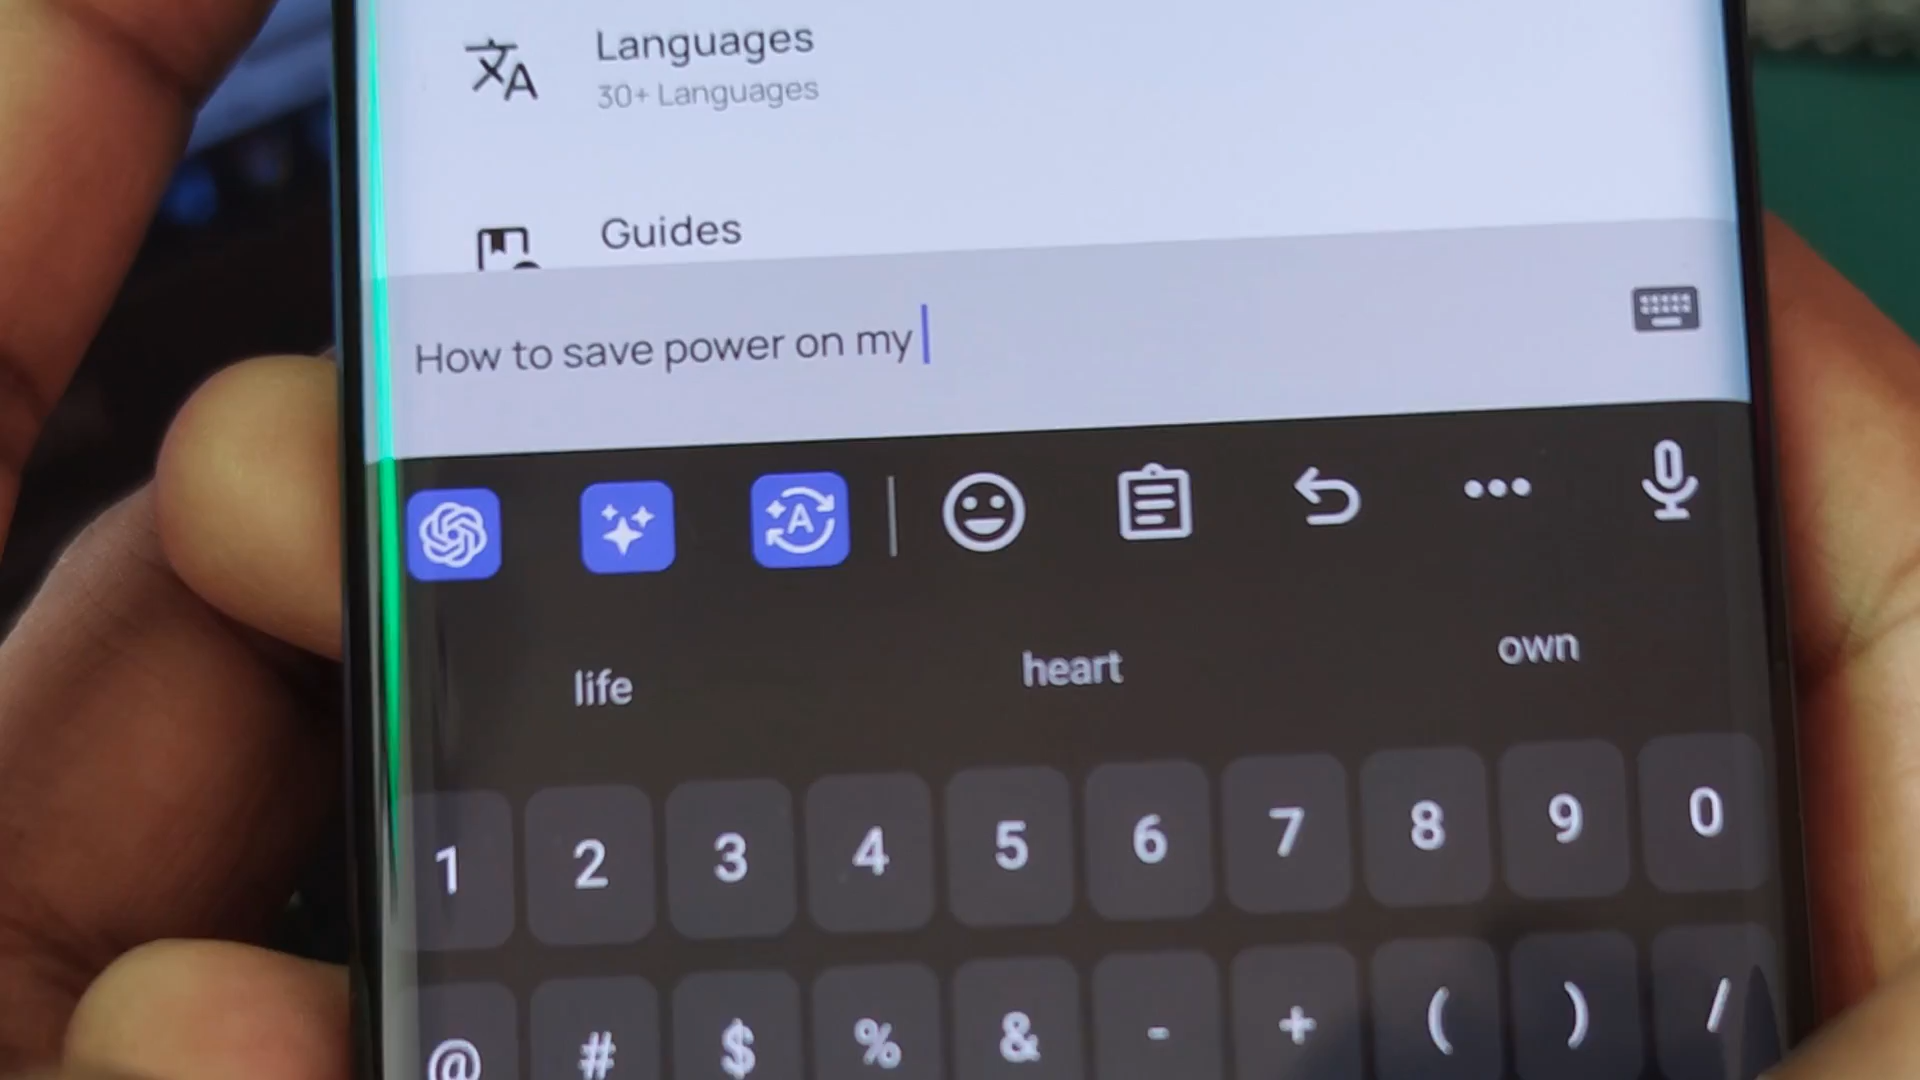 Languages
30+ Languages
Guides
How to save power on my
A
life heart own
1 2 3 4 5 6 7 8 9 0
@ # $ % & - + ( ) /